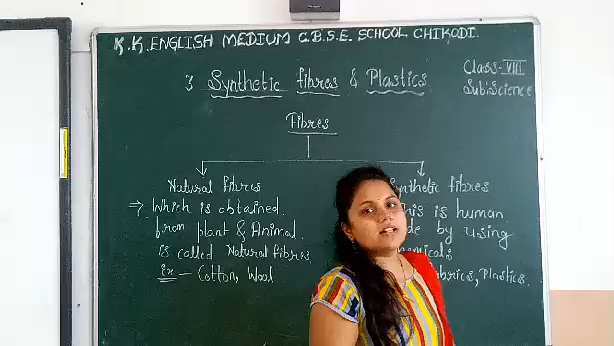 K.K.ENGLISH MEDIUM C.B.S.E. SCHOOL CHIKODI.
3 Synthetic fibres & Plastics
Class-VIII
Sub:Science
Fibres
Natural fibres
→ Which is obtained
from plant & Animal
is called Natural fibres
Ex - Cotton, Wool
Synthetic fibres
is human
by using
Plastics.